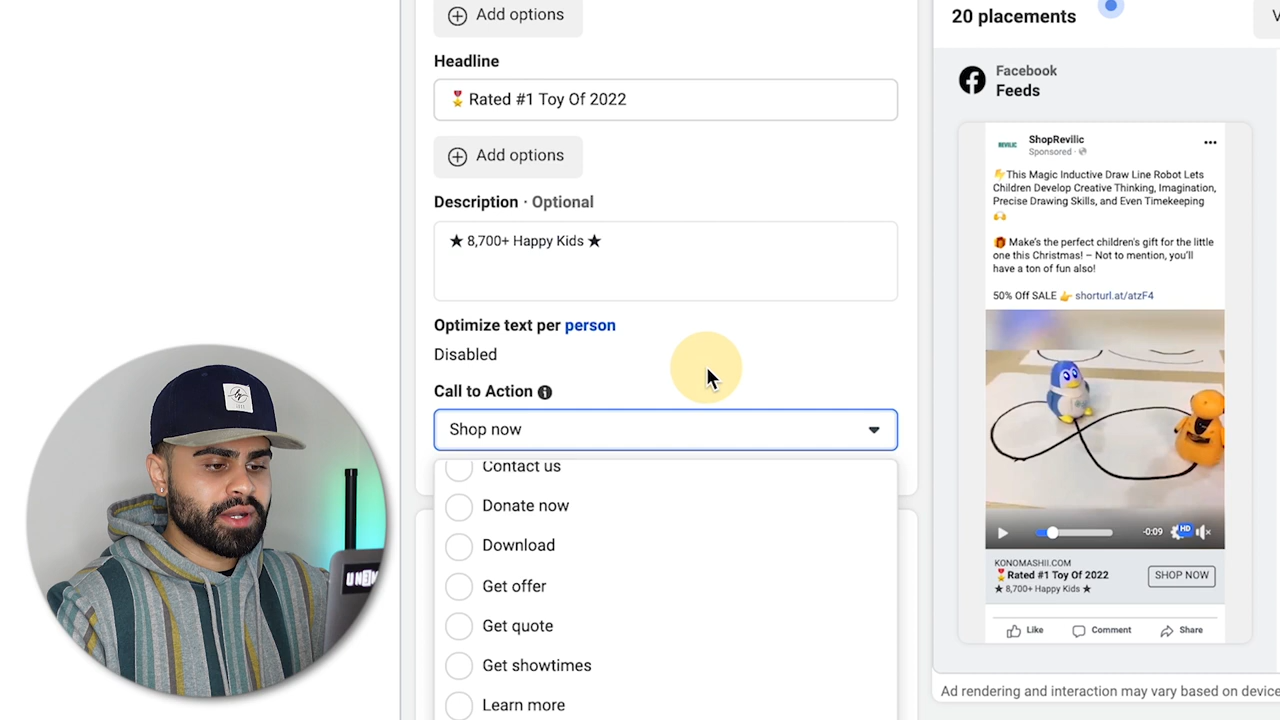 Add options
Headline
Rated #1 Toy Of 2022
Add options
Description · Optional
★ 8,700+ Happy Kids ★
Optimize text per person
Disabled
Call to Action
Shop now
Contact us
Donate now
Download
Get offer
Get quote
Get showtimes
Learn more
20 placements
V
Facebook
Feeds
REVILIC
ShopRevilic
Sponsored ·
This Magic Inductive Draw Line Robot Lets
Children Develop Creative Thinking, Imagination,
Precise Drawing Skills, and Even Timekeeping
Make's the perfect children's gift for the little
one this Christmas! – Not to mention, you'll
have a ton of fun also!
50% Off SALE 👉 shorturl.at/atzF4
-0:09
HD
KONOMASHII.COM
Rated #1 Toy Of 2022
★ 8,700+ Happy Kids ★
SHOP NOW
Like
Comment
Share
Ad rendering and interaction may vary based on device